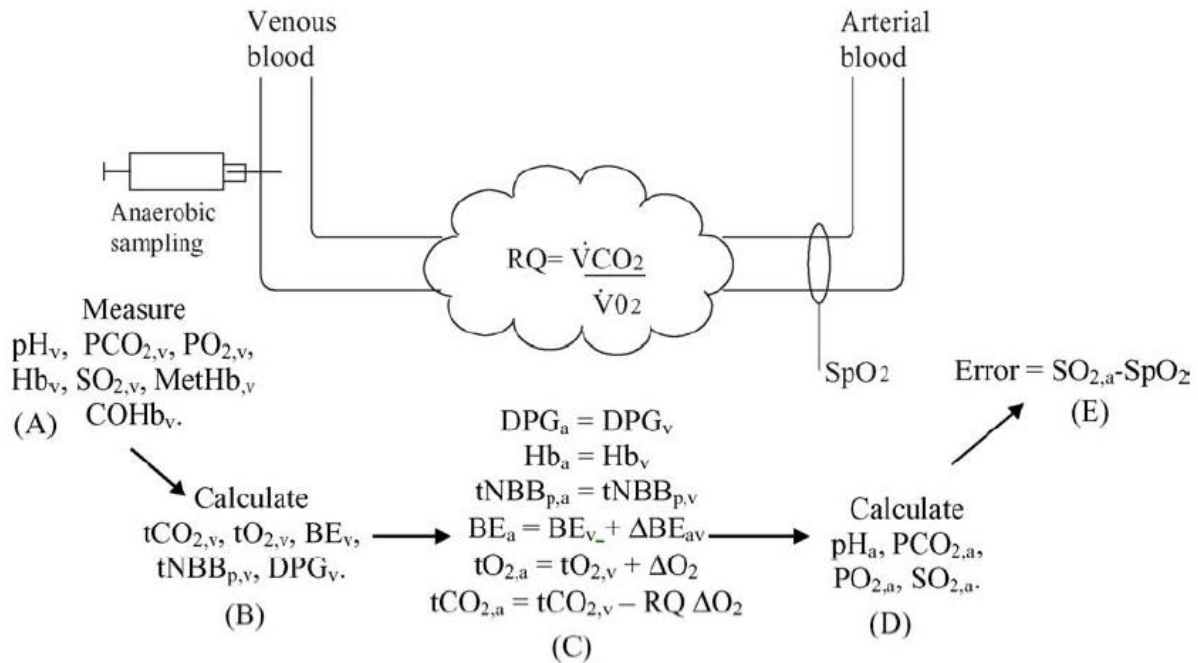 Venous
blood
Arterial
blood
Anaerobic
sampling
RQ= V̇CO₂
V̇0₂
SpO₂
Measure
pHᵥ, PCO₂,ᵥ, PO₂,ᵥ,
Hbᵥ, SO₂,ᵥ, MetHb,ᵥ
COHbᵥ.
(A)
Calculate
tCO₂,ᵥ, tO₂,ᵥ, BEᵥ,
tNBBₚ,ᵥ, DPGᵥ.
(B)
DPGₐ = DPGᵥ
Hbₐ = Hbᵥ
tNBBₚ,ₐ = tNBBₚ,ᵥ
BEₐ = BEᵥ + ΔBEₐᵥ
tO₂,ₐ = tO₂,ᵥ + ΔO₂
tCO₂,ₐ = tCO₂,ᵥ – RQ ΔO₂
(C)
Calculate
pHₐ, PCO₂,ₐ,
PO₂,ₐ, SO₂,ₐ.
(D)
Error = SO₂,ₐ-SpO₂.
(E)